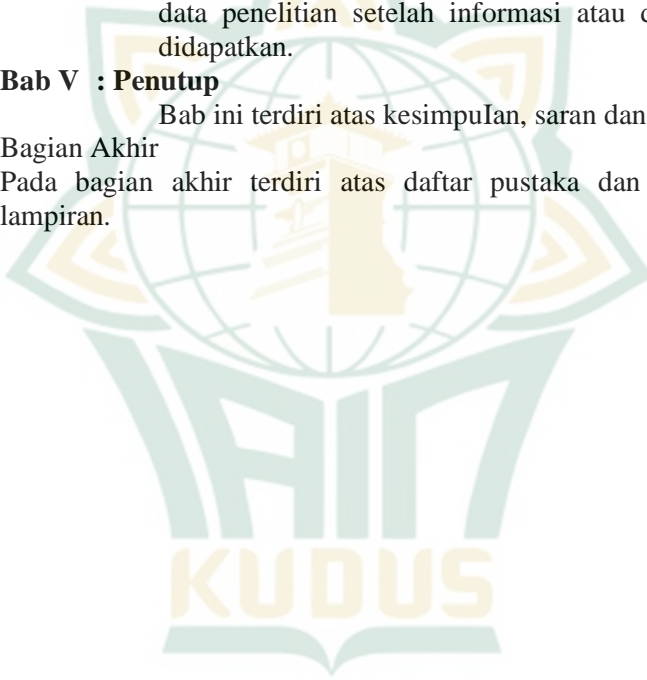 data penelitian setelah informasi atau
didapatkan.
Bab V : Penutup
Bab ini terdiri atas kesimpuIan, saran dan
Bagian Akhir
Pada bagian akhir terdiri atas daftar pustaka dan
lampiran.
IAIN
KUDUS